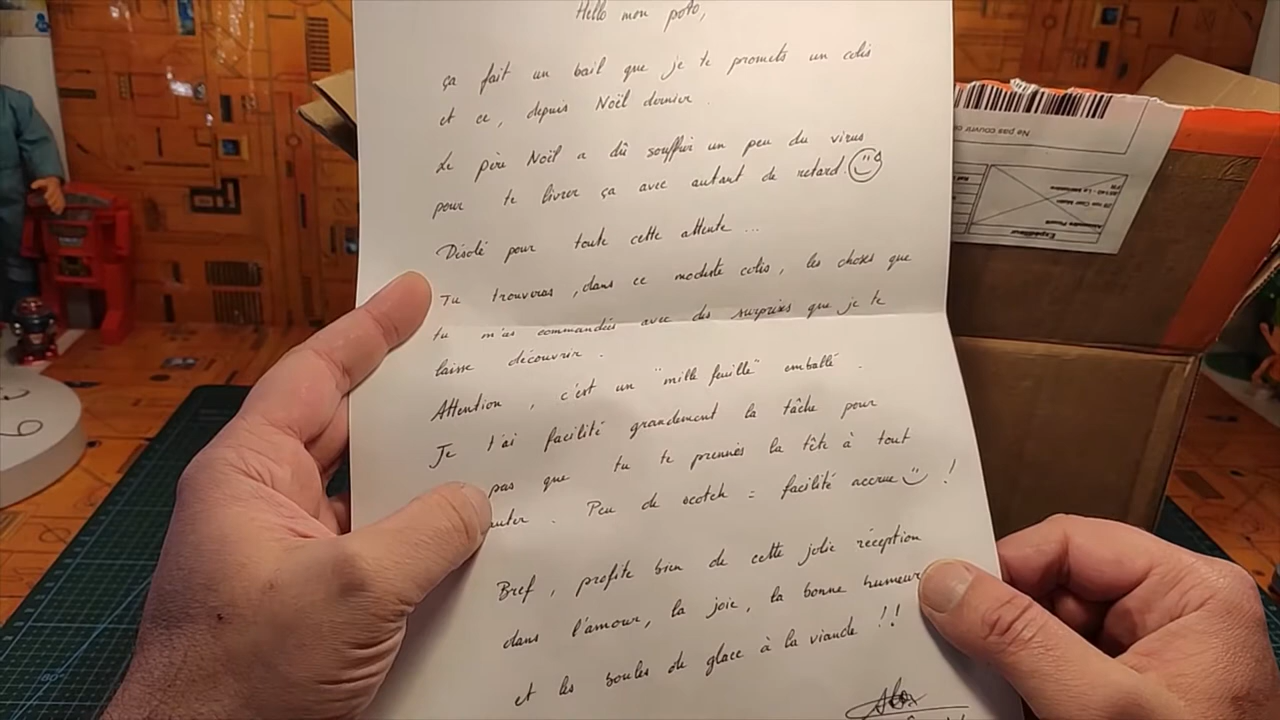 Hello mon poto,
ça fait un bail que je te promets un colis
et ce, depuis Noël dernier.
Le père Noël a dû souffrir un peu du virus
pour te livrer ça avec autant de retard.
Désolé pour toute cette attente ...
Tu trouveras, dans ce modeste colis, les choses que
tu m'as commandées avec des surprises que je te
laisse découvrir.
Attention, c'est un "mille feuille" emballé.
Je t'ai facilité grandement la tâche pour
pas que tu te prennes la tête à tout
Peu de scotch = facilité accrue !
Bref, profite bien de cette jolie réception
dans l'amour, la joie, la bonne humeur
et les boules de glace à la viande !!
Alex
Ne pas couvrir
Expéditeur